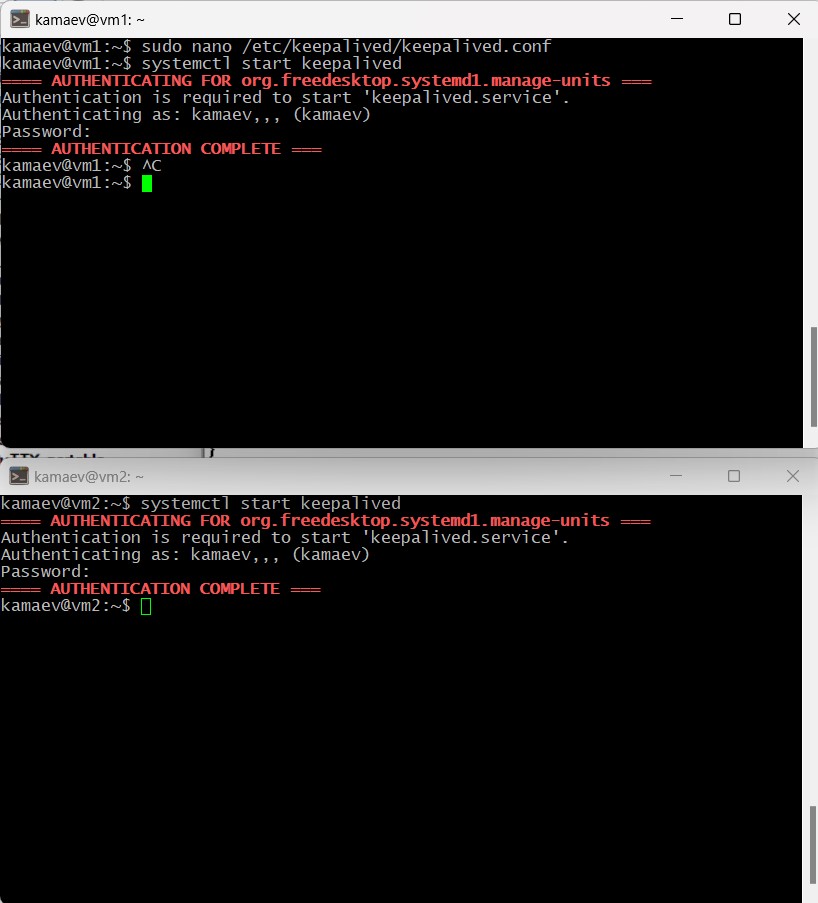 kamaev@vm1: ~
kamaev@vm1:~$ sudo nano /etc/keepalived/keepalived.conf
kamaev@vm1:~$ systemctl start keepalived
==== AUTHENTICATING FOR org.freedesktop.systemd1.manage-units ===
Authentication is required to start 'keepalived.service'.
Authenticating as: kamaev,,, (kamaev)
Password:
==== AUTHENTICATION COMPLETE ===
kamaev@vm1:~$ ^C
kamaev@vm1:~$
}
kamaev@vm2: ~
kamaev@vm2:~$ systemctl start keepalived
==== AUTHENTICATING FOR org.freedesktop.systemd1.manage-units ===
Authentication is required to start 'keepalived.service'.
Authenticating as: kamaev,,, (kamaev)
Password:
==== AUTHENTICATION COMPLETE ===
kamaev@vm2:~$